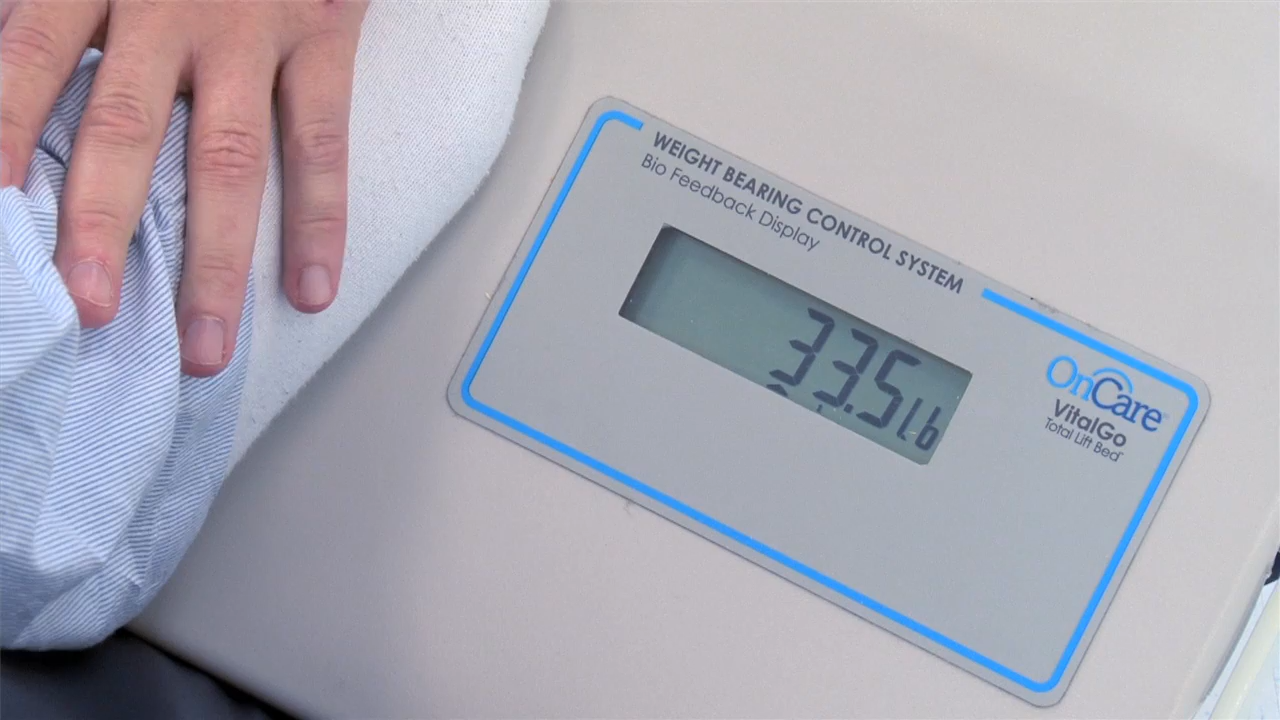 WEIGHT BEARING CONTROL SYSTEM
Bio Feedback Display
33.5 lb
OnCare
VitalGo
Total Lift Bed